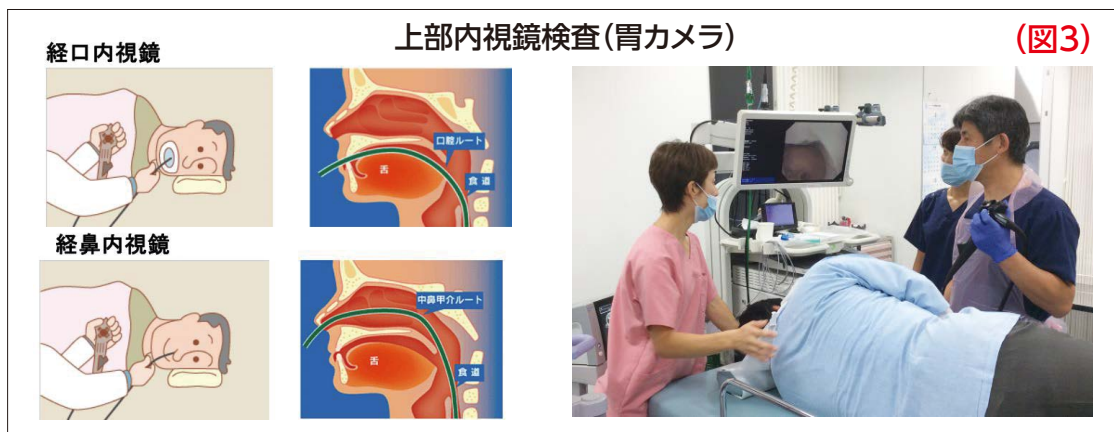 上部内視鏡検査(胃カメラ)
(図3)
経口内視鏡
口腔ルート
舌
食道
経鼻内視鏡
中鼻甲介ルート
舌
食道